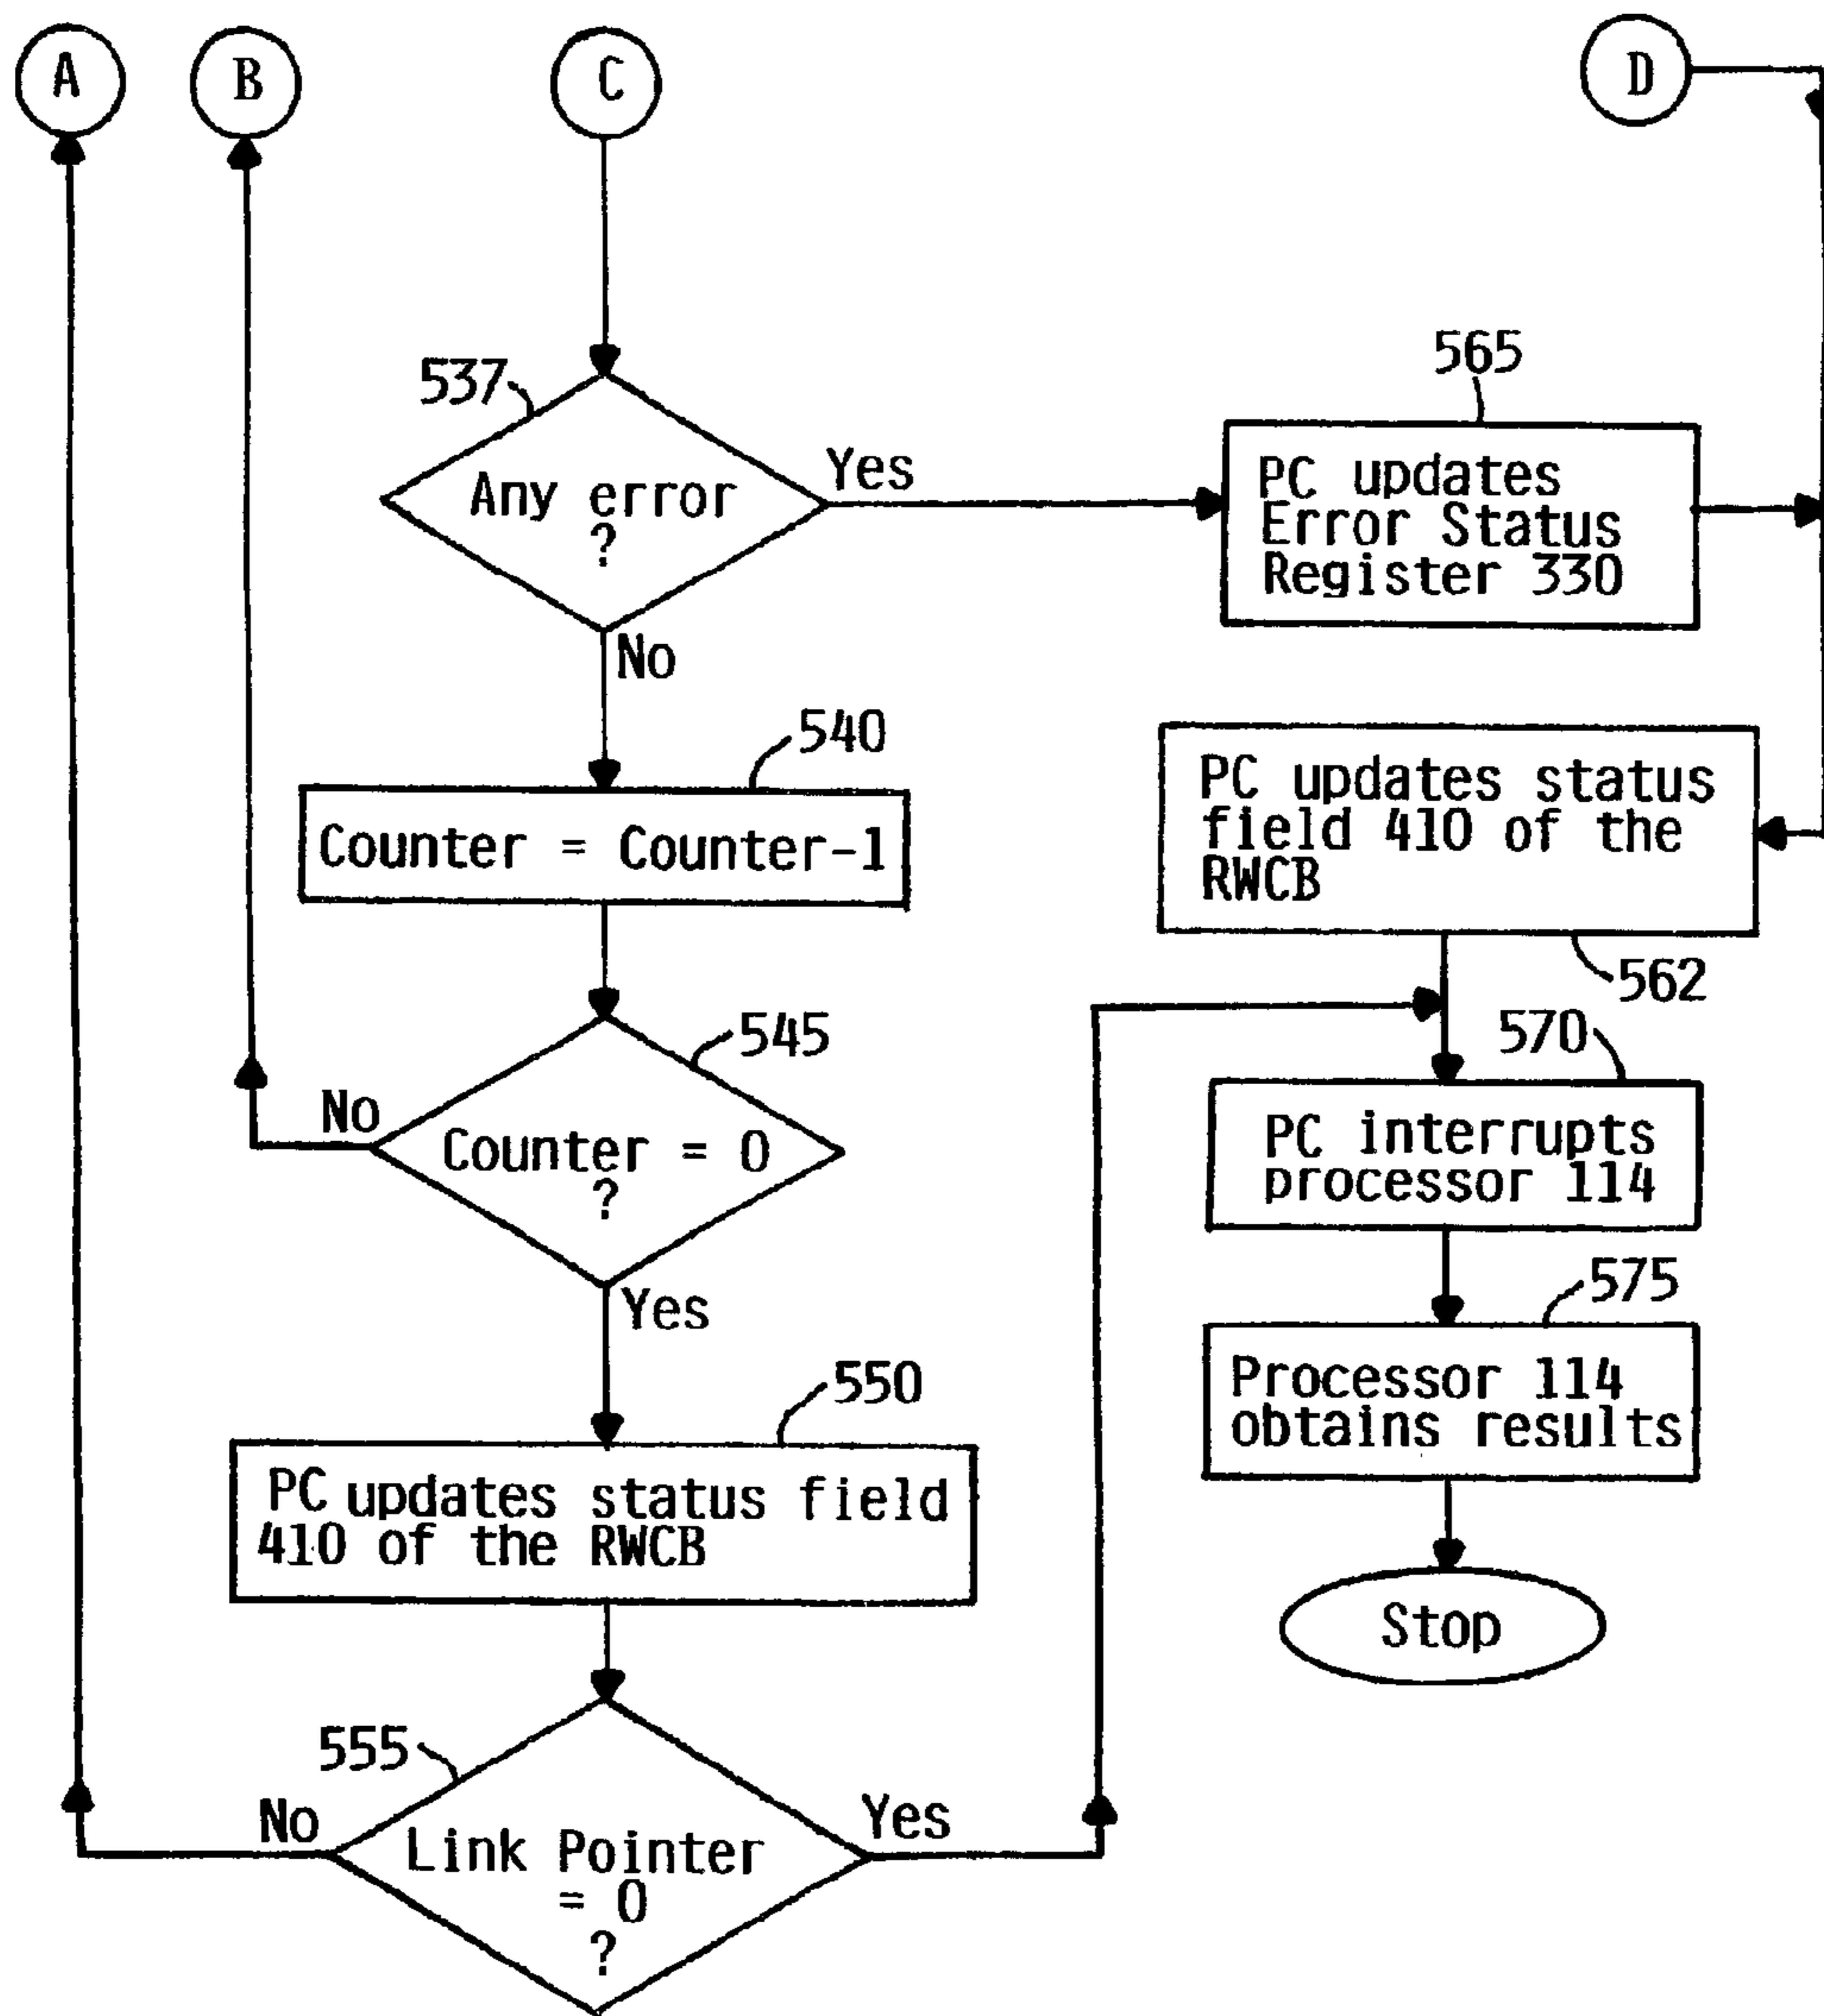 A
B
C
D
537
Any error
?
Yes
No
565
PC updates
Error Status
Register 330
540
Counter = Counter-1
PC updates status
field 410 of the
RWCB
562
545
No
Counter = 0
?
Yes
570
PC interrupts
processor 114
575
Processor 114
obtains results
Stop
550
PC updates status field
410 of the RWCB
555
No
Link Pointer
= 0
?
Yes